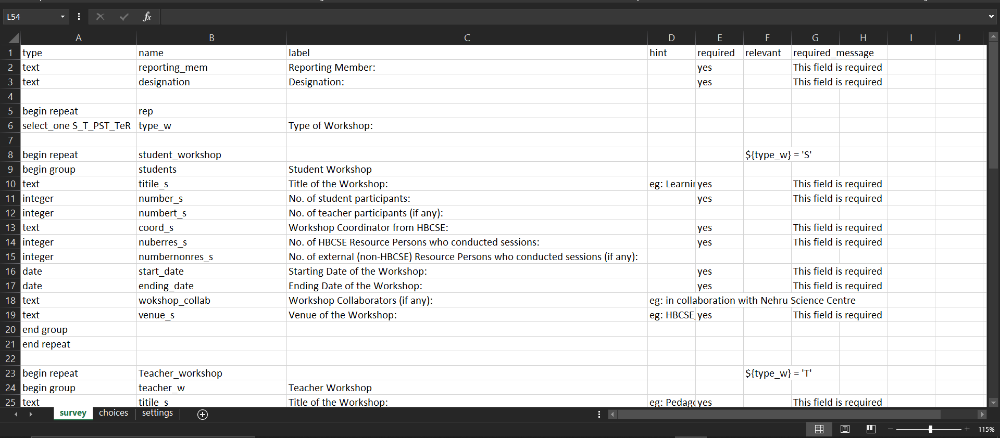 L54 fx
A B C D E F G H I J
1 type name label hint required relevant required_message
2 text reporting_mem Reporting Member: yes This field is required
3 text designation Designation: yes This field is required
4
5 begin repeat rep
6 select_one S_T_PST_TeR type_w Type of Workshop:
7
8 begin repeat student_workshop ${type_w} = 'S'
9 begin group students Student Workshop
10 text titile_s Title of the Workshop: eg: Learnin yes This field is required
11 integer number_s No. of student participants: yes This field is required
12 integer numbert_s No. of teacher participants (if any):
13 text coord_s Workshop Coordinator from HBCSE: yes This field is required
14 integer nuberres_s No. of HBCSE Resource Persons who conducted sessions: yes This field is required
15 integer numbernonres_s No. of external (non-HBCSE) Resource Persons who conducted sessions (if any):
16 date start_date Starting Date of the Workshop: yes This field is required
17 date ending_date Ending Date of the Workshop: yes This field is required
18 text wokshop_collab Workshop Collaborators (if any): eg: in collaboration with Nehru Science Centre
19 text venue_s Venue of the Workshop: eg: HBCSE, yes This field is required
20 end group
21 end repeat
22
23 begin repeat Teacher_workshop ${type_w} = 'T'
24 begin group teacher_w Teacher Workshop
25 text titile_s Title of the Workshop: eg: Pedago yes This field is required
survey choices settings
115%